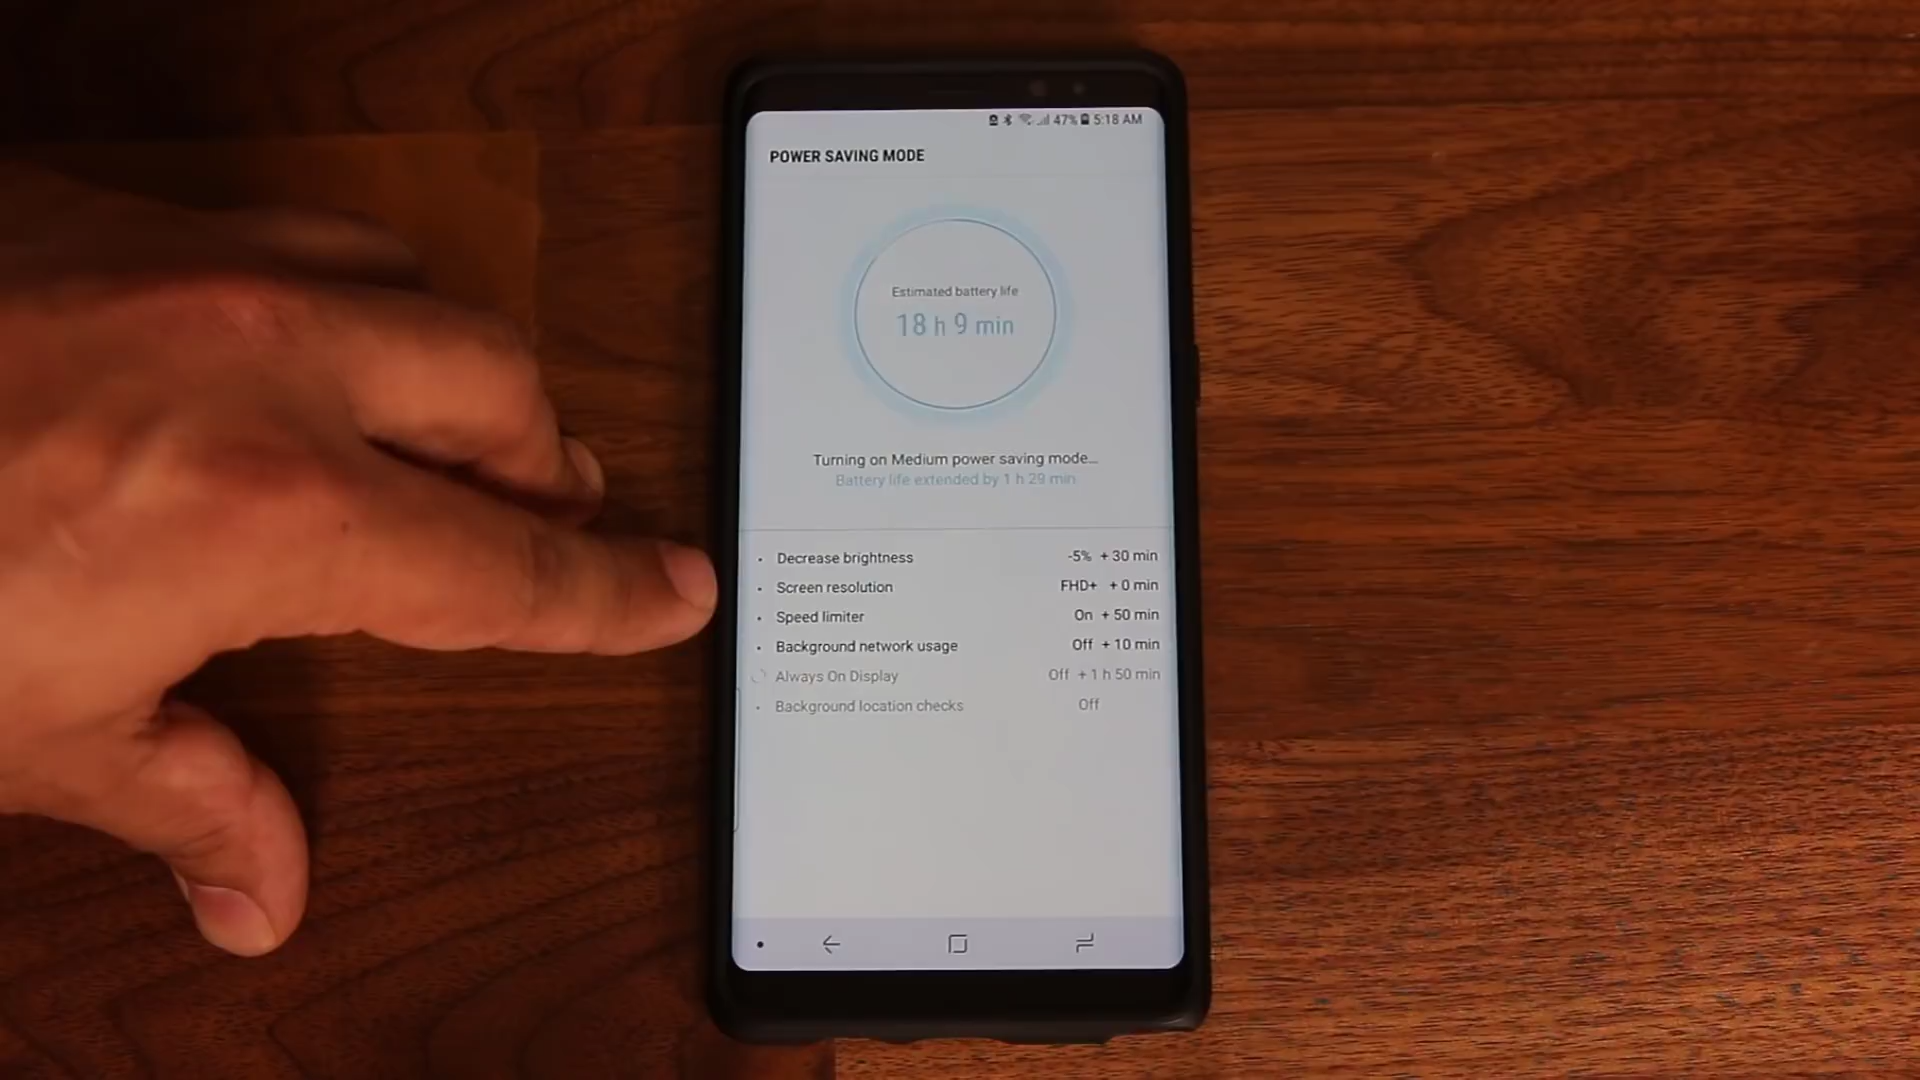 47% 5:18 AM
POWER SAVING MODE
Estimated battery life
18 h 9 min
Turning on Medium power saving mode...
Battery life extended by 1 h 29 min
Decrease brightness -5% + 30 min
Screen resolution FHD+ + 0 min
Speed limiter On + 50 min
Background network usage Off + 10 min
Always On Display Off + 1 h 50 min
Background location checks Off